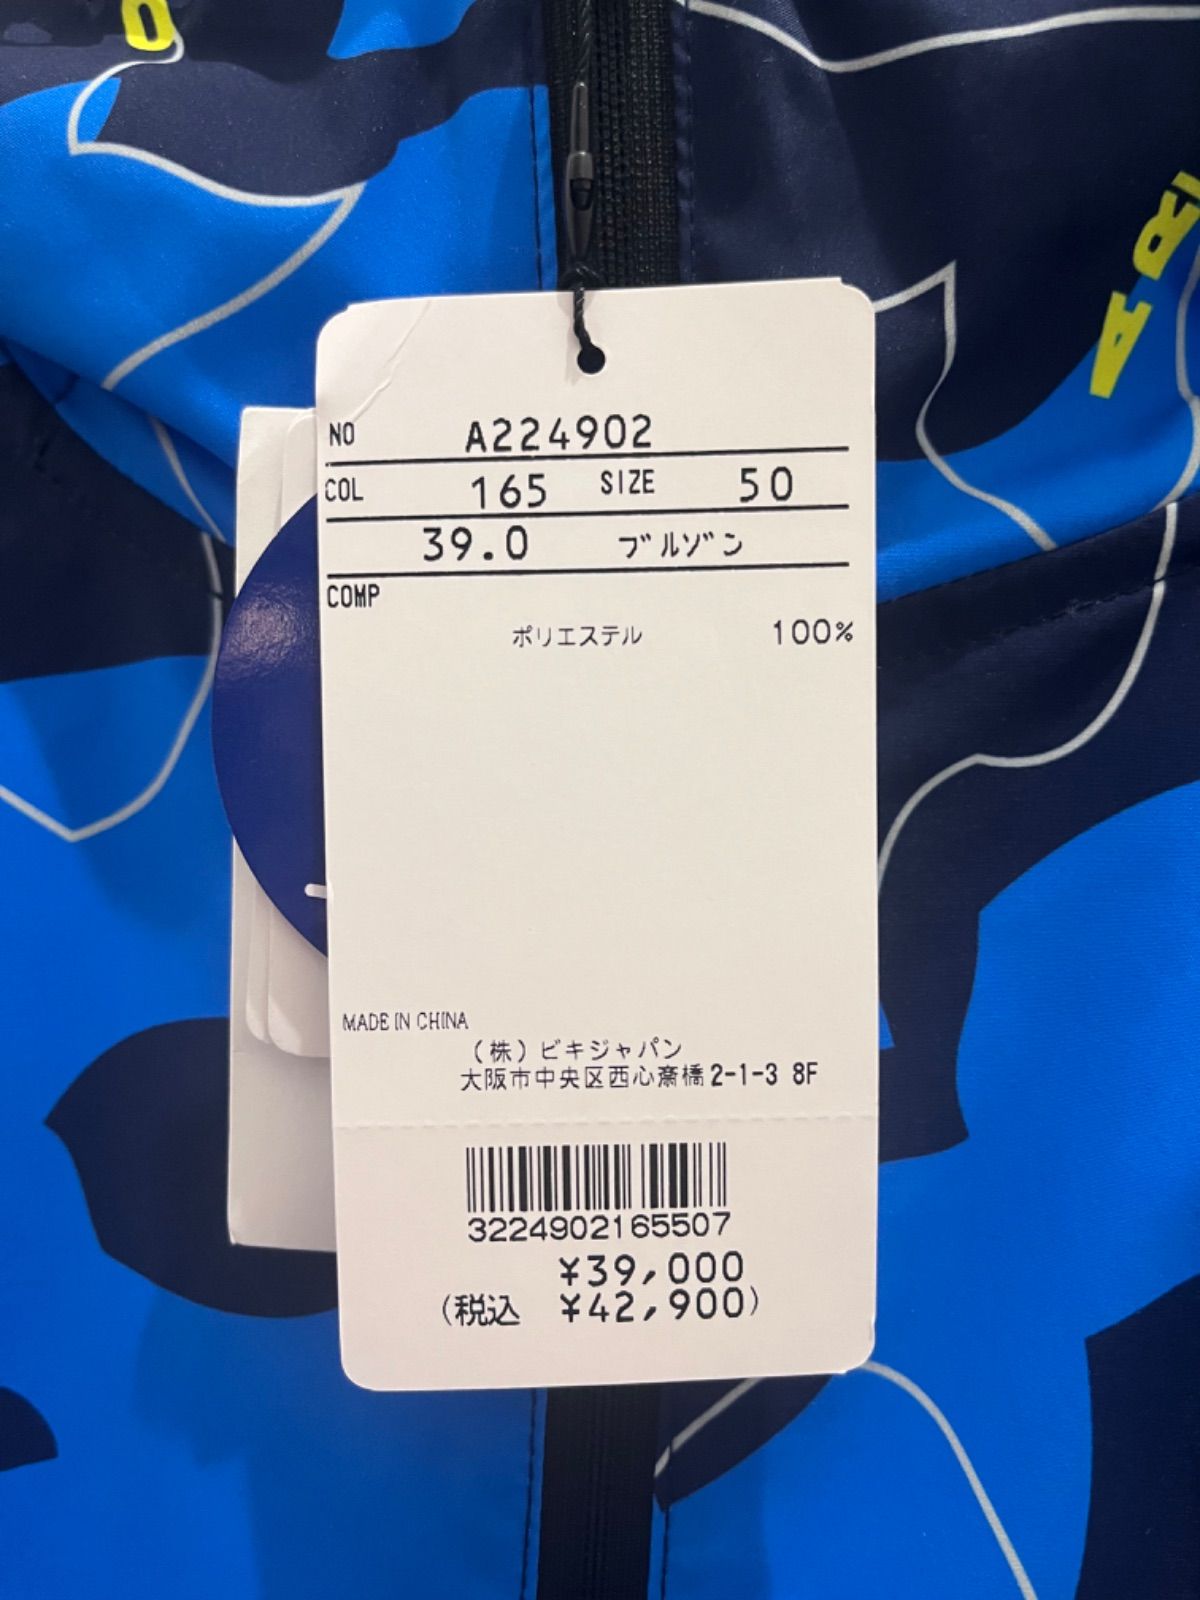 NO A224902
COL 165 SIZE 50
39.0 ブルゾン
COMP
ポリエステル 100%
MADE IN CHINA
(株)ビキジャパン
大阪市中央区西心斎橋2-1-3 8F
3224902165507
¥39,000
(税込 ¥42,900)